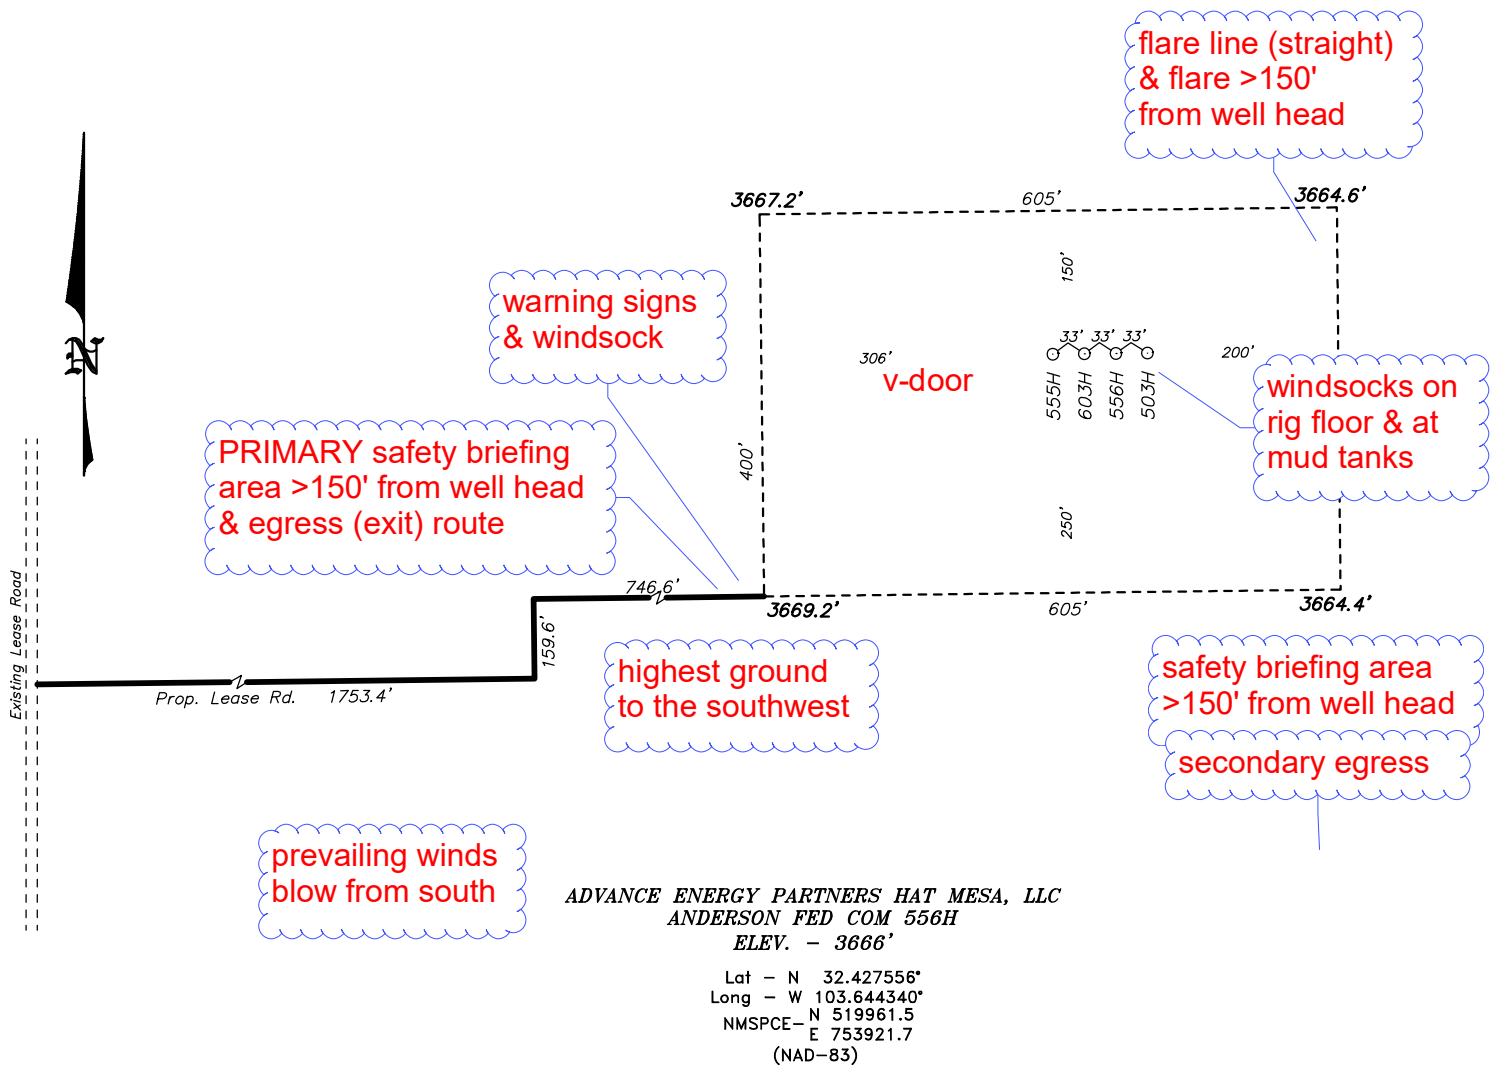 flare line (straight)
& flare >150'
from well head
3667.2'
605'
3664.6'
N
warning signs
& windsock
150'
33'
33'
33'
306'
v-door
200'
555H
603H
556H
503H
windsocks on
rig floor & at
mud tanks
PRIMARY safety briefing
area >150' from well head
& egress (exit) route
400'
250'
746.6'
3669.2'
605'
3664.4'
159.6'
Existing Lease Road
Prop. Lease Rd. 1753.4'
highest ground
to the southwest
safety briefing area
>150' from well head
secondary egress
prevailing winds
blow from south
ADVANCE ENERGY PARTNERS HAT MESA, LLC
ANDERSON FED COM 556H
ELEV. - 3666'
Lat - N 32.427556°
Long - W 103.644340°
NMSPCE- N 519961.5
E 753921.7
(NAD-83)